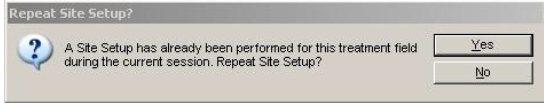 Repeat Site Setup?
A Site Setup has already been performed for this treatment field
during the current session. Repeat Site Setup?
Yes
No